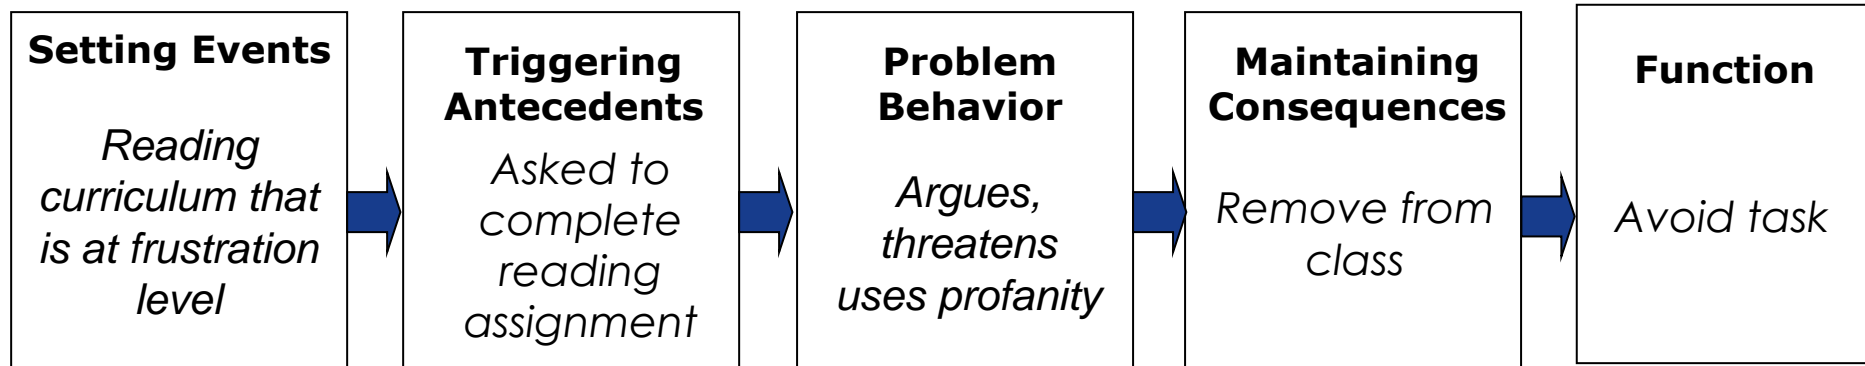 Setting Events
Reading
curriculum that
is at frustration
level
Triggering
Antecedents
Asked to
complete
reading
assignment
Problem
Behavior
Argues,
threatens
uses profanity
Maintaining
Consequences
Remove from
class
Function
Avoid task